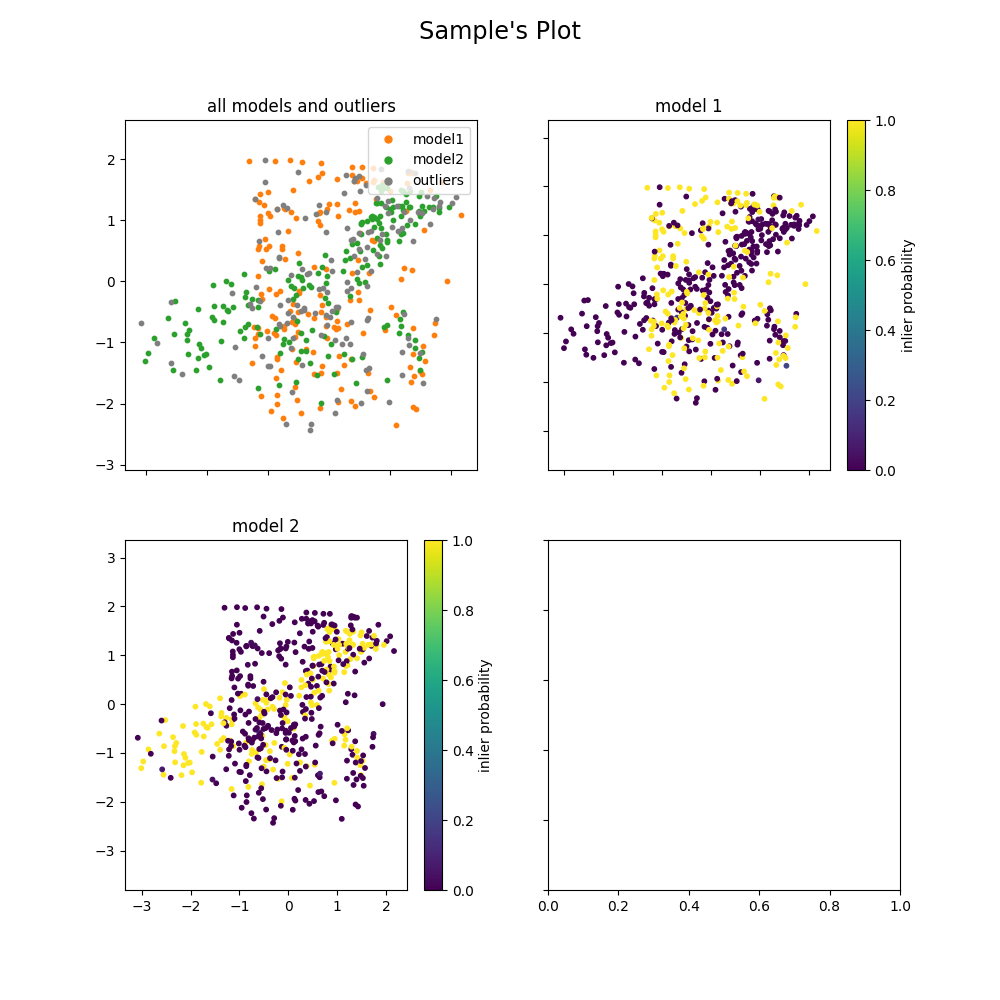 Sample's Plot
all models and outliers
model1
model2
outliers
2
1
0
−1
−2
−3
model 1
1.0
0.8
0.6
0.4
0.2
0.0
inlier probability
model 2
3
2
1
0
−1
−2
−3
−3 −2 −1 0 1 2
1.0
0.8
0.6
0.4
0.2
0.0
inlier probability
0.0 0.2 0.4 0.6 0.8 1.0